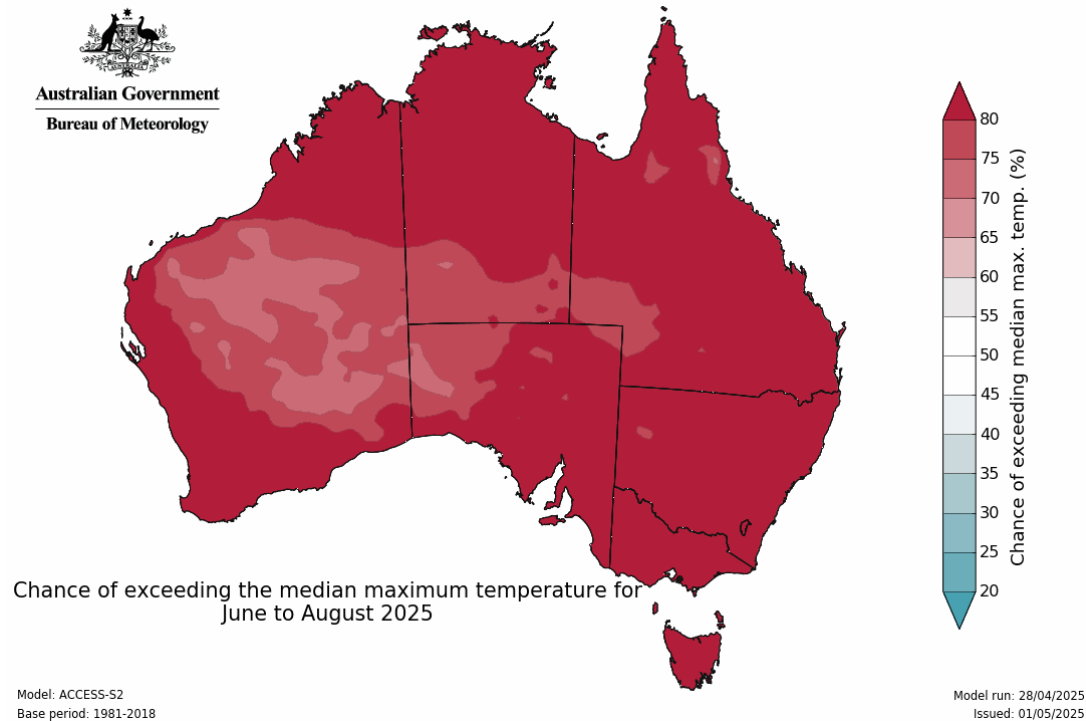 Australian Government
Bureau of Meteorology
80
75
70
65
60
55
50
45
40
35
30
25
20
Chance of exceeding median max. temp. (%)
Chance of exceeding the median maximum temperature for
June to August 2025
Model: ACCESS-S2
Base period: 1981-2018
Model run: 28/04/2025
Issued: 01/05/2025